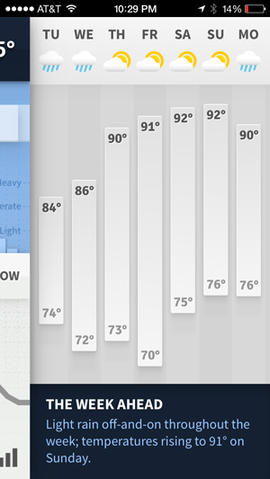 AT&T 10:29 PM 14%
5°
TU WE TH FR SA SU MO
92° 92°
91°
90° 90°
86°
84°
Heavy
erate
Light
OW
74° 72° 73° 70° 75° 76° 76°
THE WEEK AHEAD
Light rain off-and-on throughout the
week; temperatures rising to 91° on
Sunday.